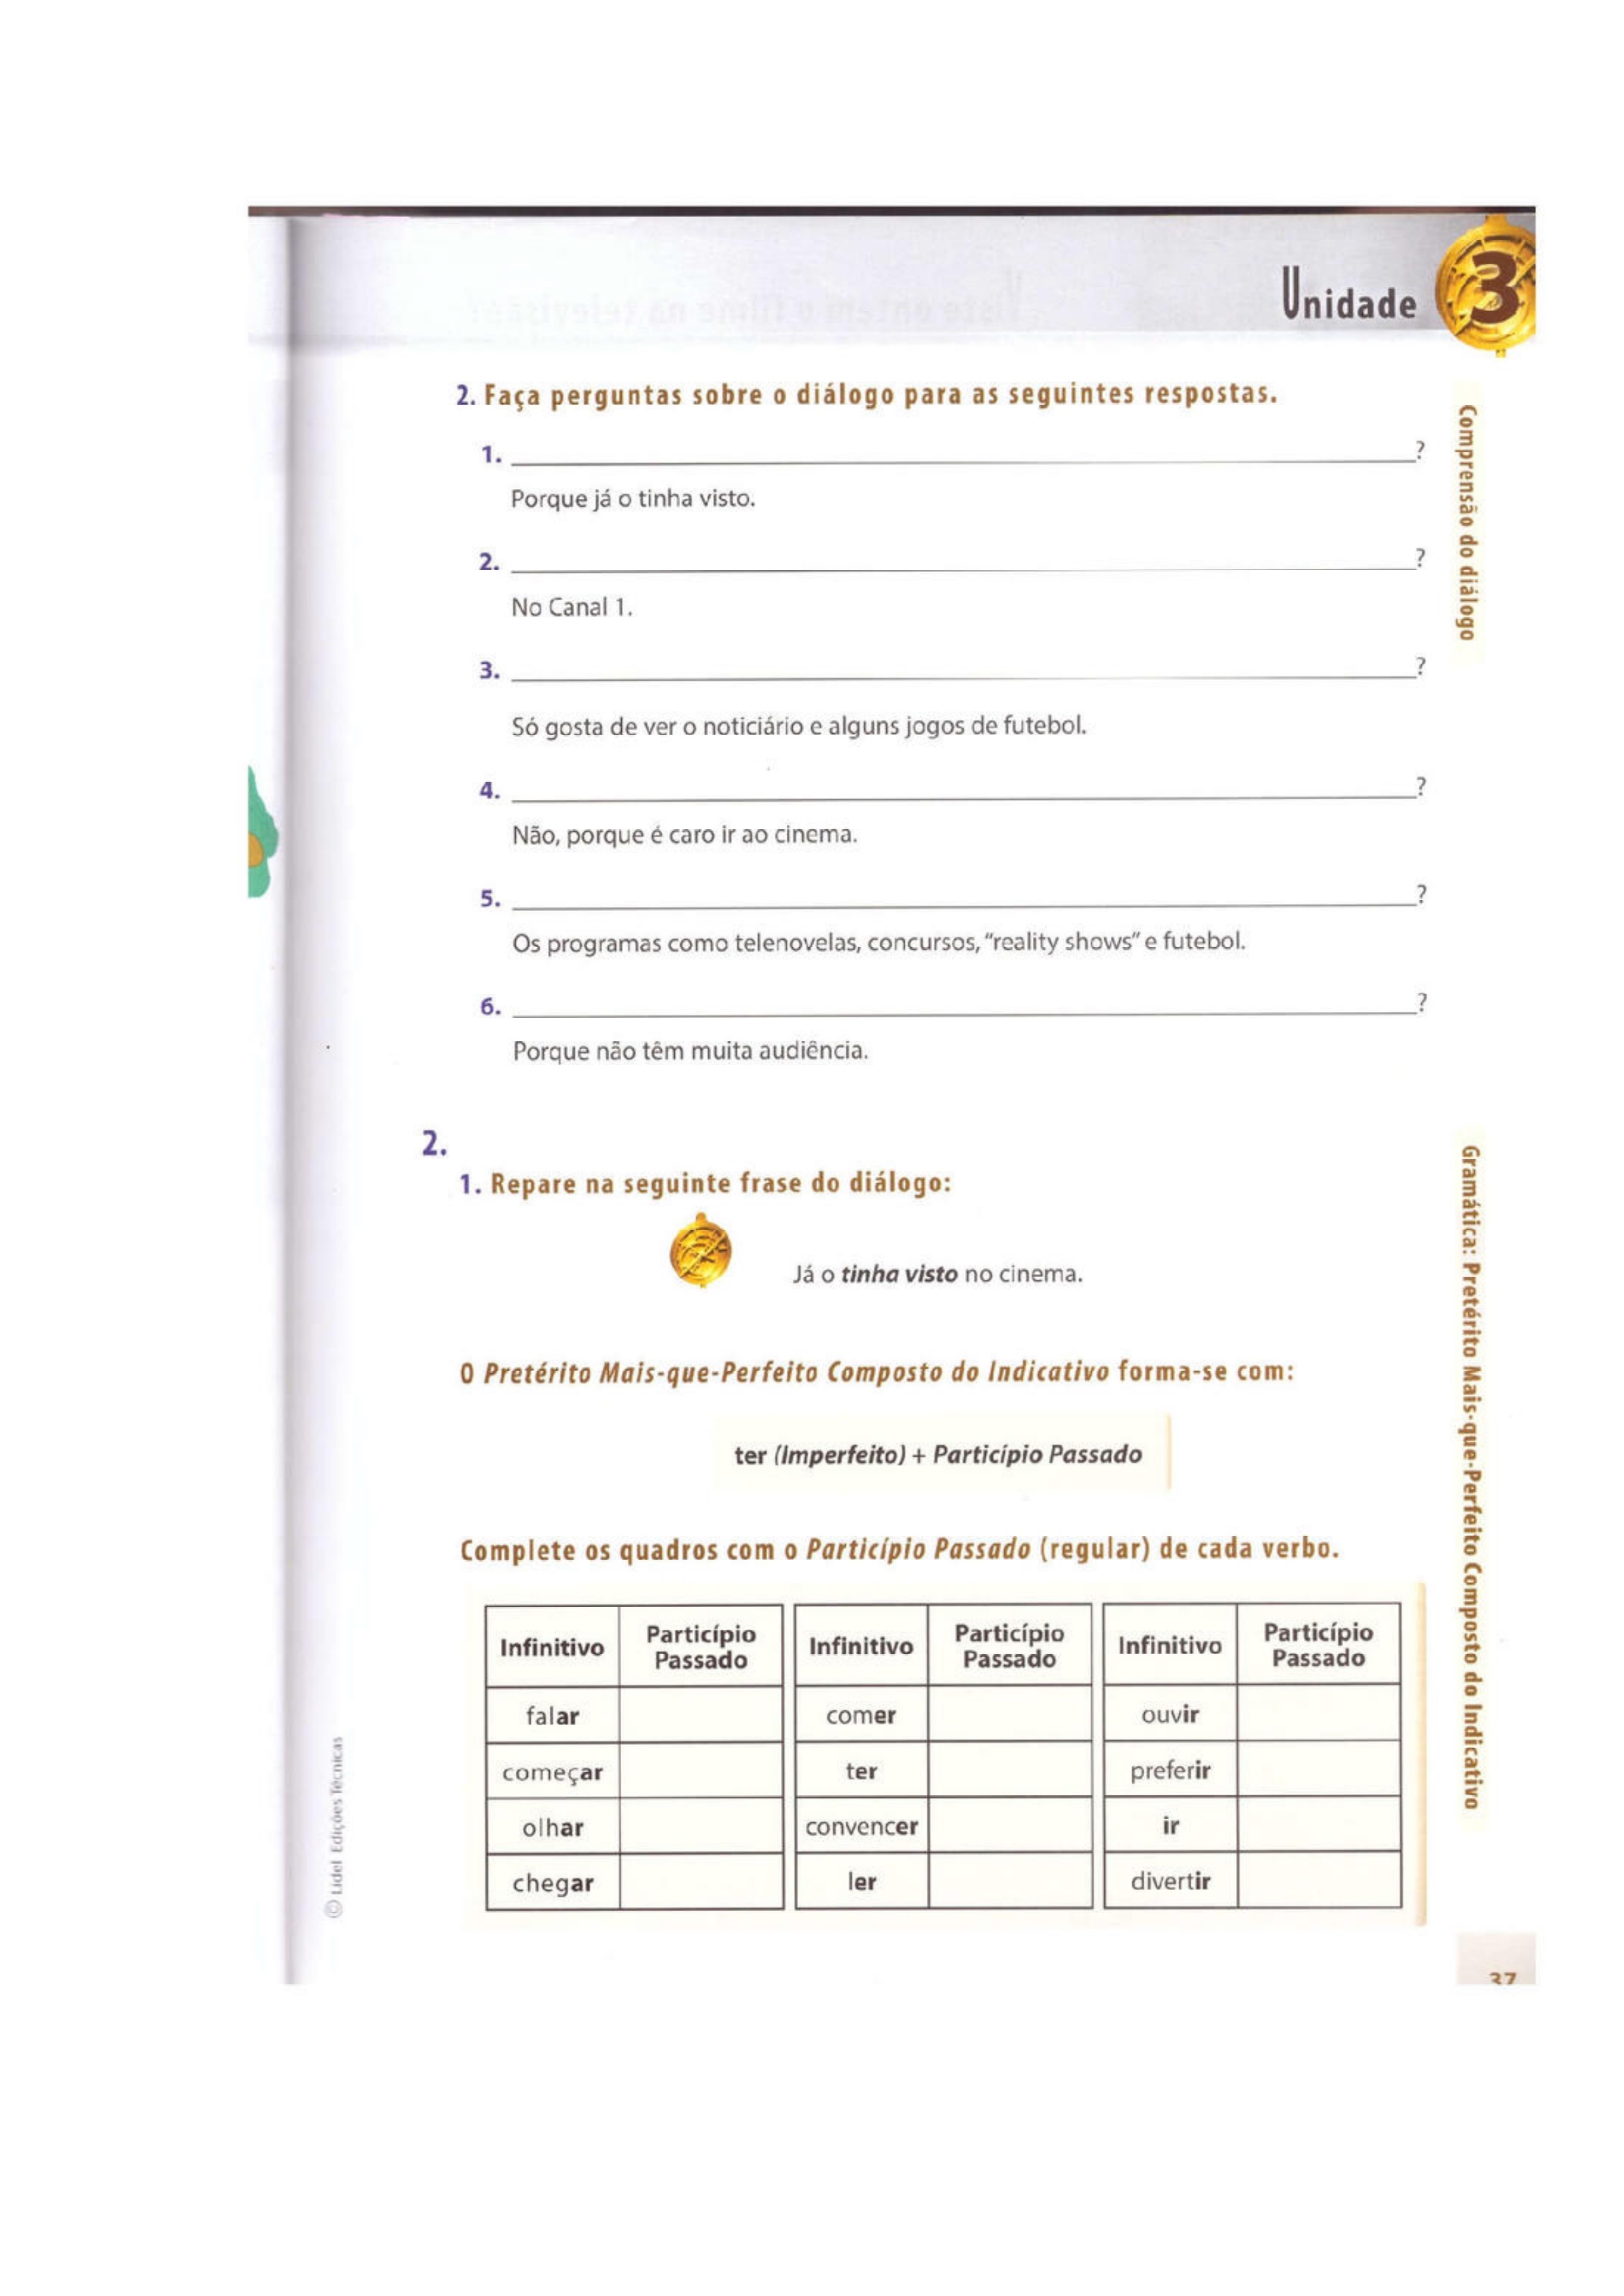 Unidade 3
2. Faça perguntas sobre o diálogo para as seguintes respostas.
1. ?
Porque já o tinha visto.
2. ?
No Canal 1.
3. ?
Só gosta de ver o noticiário e alguns jogos de futebol.
4. ?
Não, porque é caro ir ao cinema.
5. ?
Os programas como telenovelas, concursos, "reality shows" e futebol.
6. ?
Porque não têm muita audiência.
Comprensão do diálogo
2.
1. Repare na seguinte frase do diálogo:
Já o tinha visto no cinema.
O Pretérito Mais-que-Perfeito Composto do Indicativo forma-se com:
ter (Imperfeito) + Particípio Passado
Complete os quadros com o Particípio Passado (regular) de cada verbo.
Infinitivo Particípio Passado Infinitivo Particípio Passado Infinitivo Particípio Passado
falar comer ouvir
começar ter preferir
olhar convencer ir
chegar ler divertir
Gramática: Pretérito Mais-que-Perfeito Composto do Indicativo
© Lidel Edições Técnicas
37